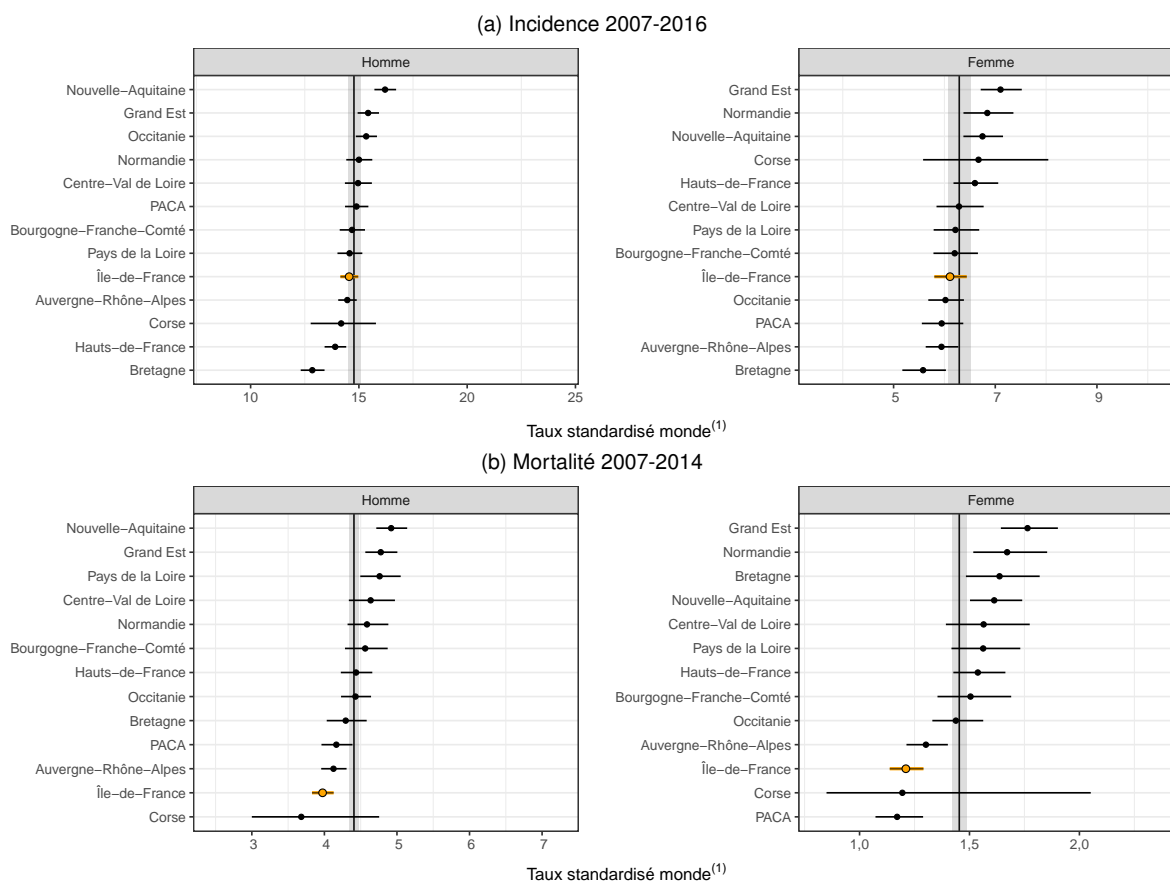 (a) Incidence 2007-2016
Homme
Nouvelle−Aquitaine
Grand Est
Occitanie
Normandie
Centre−Val de Loire
PACA
Bourgogne−Franche−Comté
Pays de la Loire
Île−de−France
Auvergne−Rhône−Alpes
Corse
Hauts−de−France
Bretagne
10 15 20 25
Femme
Grand Est
Normandie
Nouvelle−Aquitaine
Corse
Hauts−de−France
Centre−Val de Loire
Pays de la Loire
Bourgogne−Franche−Comté
Île−de−France
Occitanie
PACA
Auvergne−Rhône−Alpes
Bretagne
5 7 9
Taux standardisé monde(1)
(b) Mortalité 2007-2014
Homme
Nouvelle−Aquitaine
Grand Est
Pays de la Loire
Centre−Val de Loire
Normandie
Bourgogne−Franche−Comté
Hauts−de−France
Occitanie
Bretagne
PACA
Auvergne−Rhône−Alpes
Île−de−France
Corse
3 4 5 6 7
Femme
Grand Est
Normandie
Bretagne
Nouvelle−Aquitaine
Centre−Val de Loire
Pays de la Loire
Hauts−de−France
Bourgogne−Franche−Comté
Occitanie
Auvergne−Rhône−Alpes
Île−de−France
Corse
PACA
1,0 1,5 2,0
Taux standardisé monde(1)